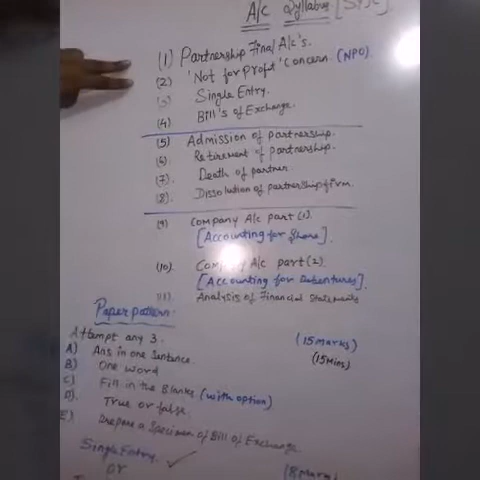 A/c Syllabus [SYJC]
(1) Partnership Final A/c's.
(2) 'Not for Profit' Concern. (NPO)
(3) Single Entry.
(4) Bill's of Exchange.
(5) Admission of partnership.
(6) Retirement of partnership.
(7). Death of partner
(8). Dissolution of partnership firm.
(9) Company A/c part (1).
[Accounting for Share].
(10). Company A/c part (2)
[Accounting for Debentures].
(11). Analysis of Financial statements
Paper pattern:
Attempt any 3. (15 marks)
A) Ans in one Sentence. (15 Mins)
B) One word
C) Fill in the Blanks (with option)
D). True or false.
E) Prepare a Specimen of Bill of Exchange
Single Entry. ✓
or (8 Marks)